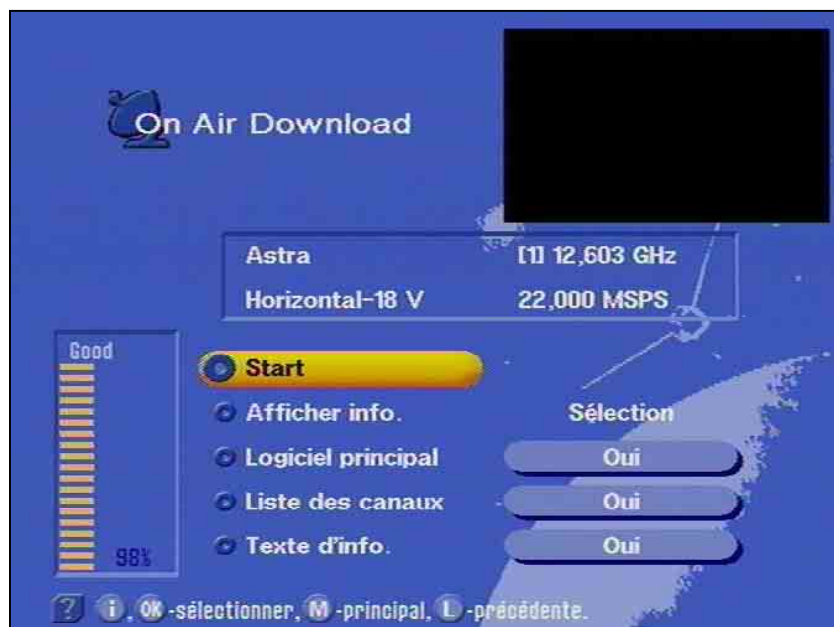 On Air Download
Astra [1] 12,603 GHz
Horizontal-18 V 22,000 MSPS
Good
98%
Start
Afficher info. Sélection
Logiciel principal Oui
Liste des canaux Oui
Texte d'info. Oui
? i, OK -sélectionner, M -principal, L -précédente.